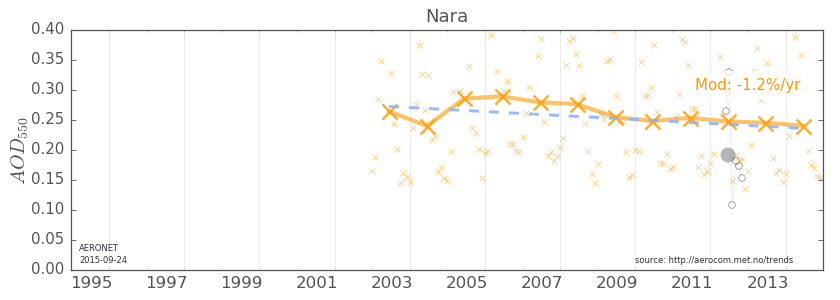 Nara
0.40
0.35
0.30
0.25
0.20
0.15
0.10
0.05
0.00
AOD550
Mod: -1.2%/yr
AERONET
2015-09-24
source: http://aerocom.met.no/trends
1995 1997 1999 2001 2003 2005 2007 2009 2011 2013